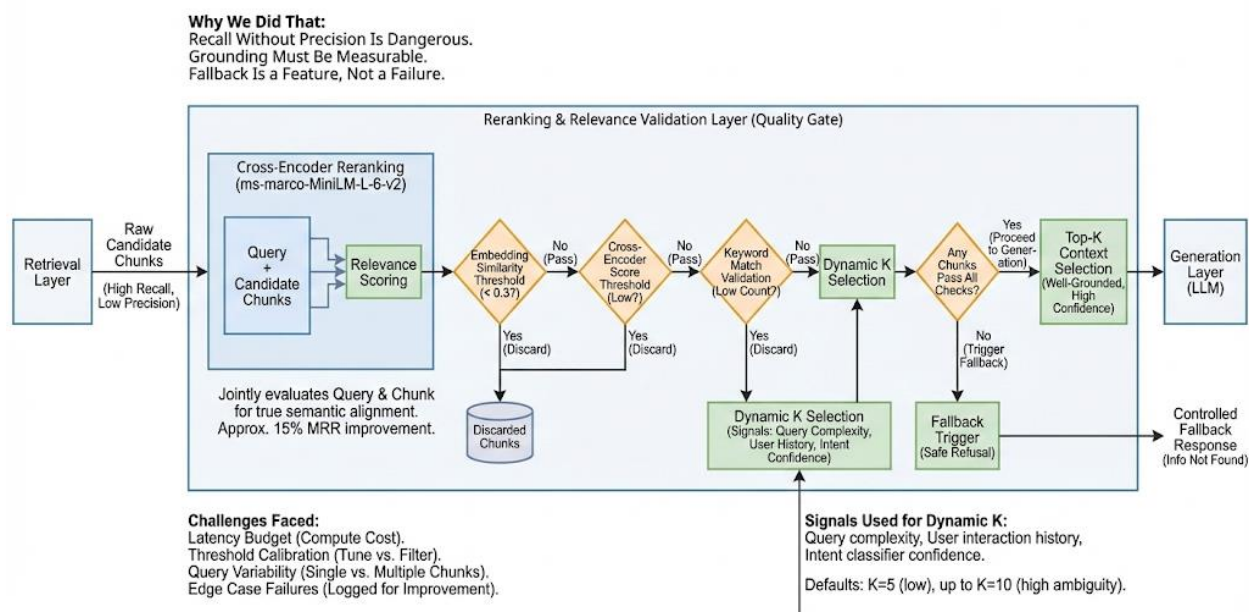 Why We Did That:
Recall Without Precision Is Dangerous.
Grounding Must Be Measurable.
Fallback Is a Feature, Not a Failure.
Reranking & Relevance Validation Layer (Quality Gate)
Cross-Encoder Reranking
(ms-marco-MiniLM-L-6-v2)
Retrieval
Layer
Raw
Candidate
Chunks
(High Recall,
Low Precision)
Query
+
Candidate
Chunks
Relevance
Scoring
Embedding
Similarity
Threshold
(< 0.37)
No
(Pass)
Yes
(Discard)
Cross-
Encoder
Score
Threshold
(Low?)
No
(Pass)
Yes
(Discard)
Keyword
Match
Validation
(Low Count?)
No
(Pass)
Yes
(Discard)
Dynamic K
Selection
Any
Chunks
Pass All
Checks?
Yes
(Proceed
to Gener-
ation)
No
(Trigger
Fallback)
Top-K
Context
Selection
(Well-Grounded,
High
Confidence)
Generation
Layer
(LLM)
Jointly evaluates Query & Chunk
for true semantic alignment.
Approx. 15% MRR improvement.
Discarded
Chunks
Dynamic K Selection
(Signals: Query Complexity,
User History, Intent
Confidence)
Fallback
Trigger
(Safe Refusal)
Controlled
Fallback
Response
(Info Not Found)
Challenges Faced:
Latency Budget (Compute Cost).
Threshold Calibration (Tune vs. Filter).
Query Variability (Single vs. Multiple Chunks).
Edge Case Failures (Logged for Improvement).
Signals Used for Dynamic K:
Query complexity, User interaction history,
Intent classifier confidence.
Defaults: K=5 (low), up to K=10 (high ambiguity).